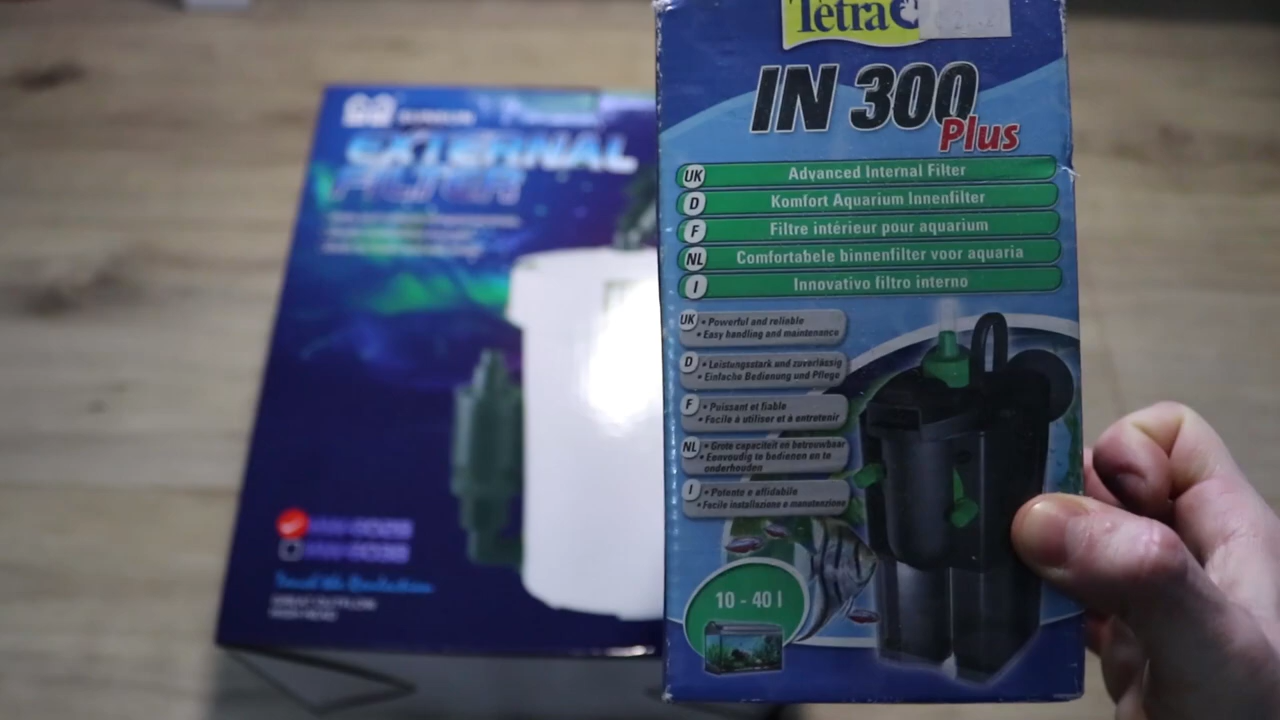 EXTERNAL
FILTER
Tetra
IN 300
Plus
UK Advanced Internal Filter
D Komfort Aquarium Innenfilter
F Filtre intérieur pour aquarium
NL Comfortabele binnenfilter voor aquaria
I Innovativo filtro interno
UK • Powerful and reliable
• Easy handling and maintenance
D • Leistungsstark und zuverlässig
• Einfache Bedienung und Pflege
F • Puissant et fiable
• Facile à utiliser et à entretenir
NL • Grote capaciteit en betrouwbaar
• Eenvoudig te bedienen en te
onderhouden
I • Potente e affidabile
• Facile installazione e manutenzione
10 - 40 l